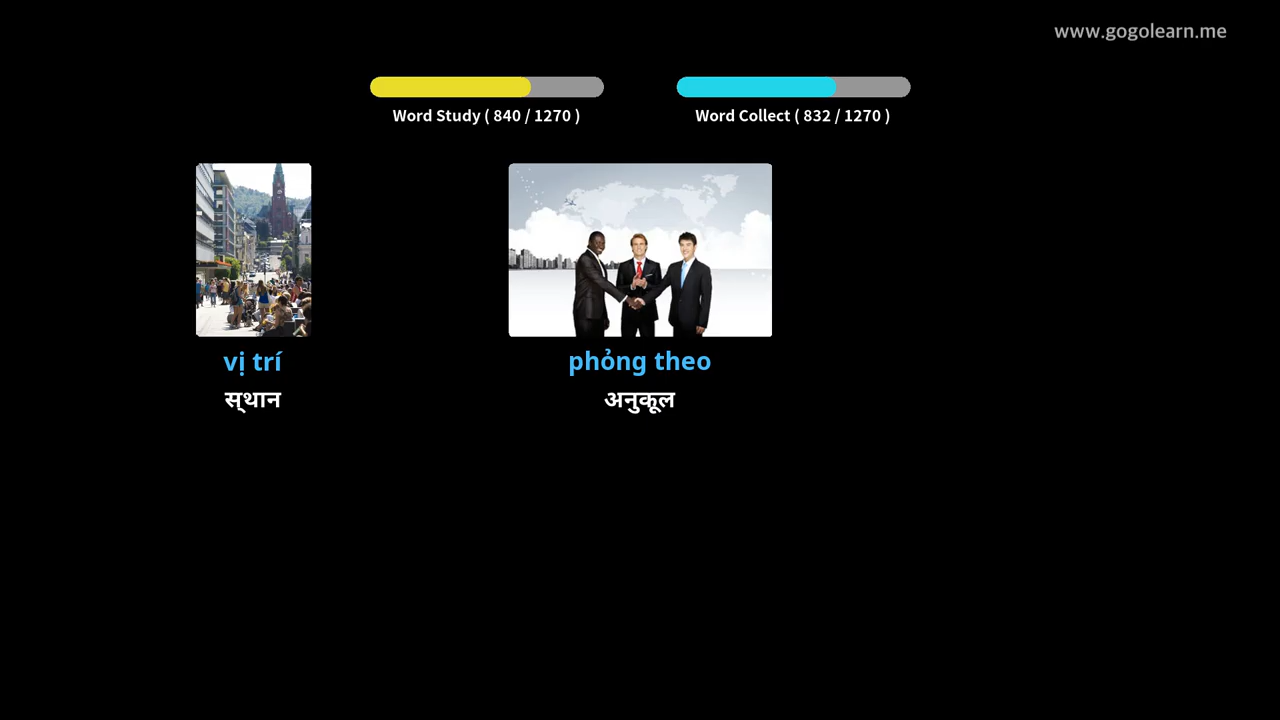 www.gogolearn.me
Word Study ( 840 / 1270 )
Word Collect ( 832 / 1270 )
vị trí
स्थान
phỏng theo
अनुकूल